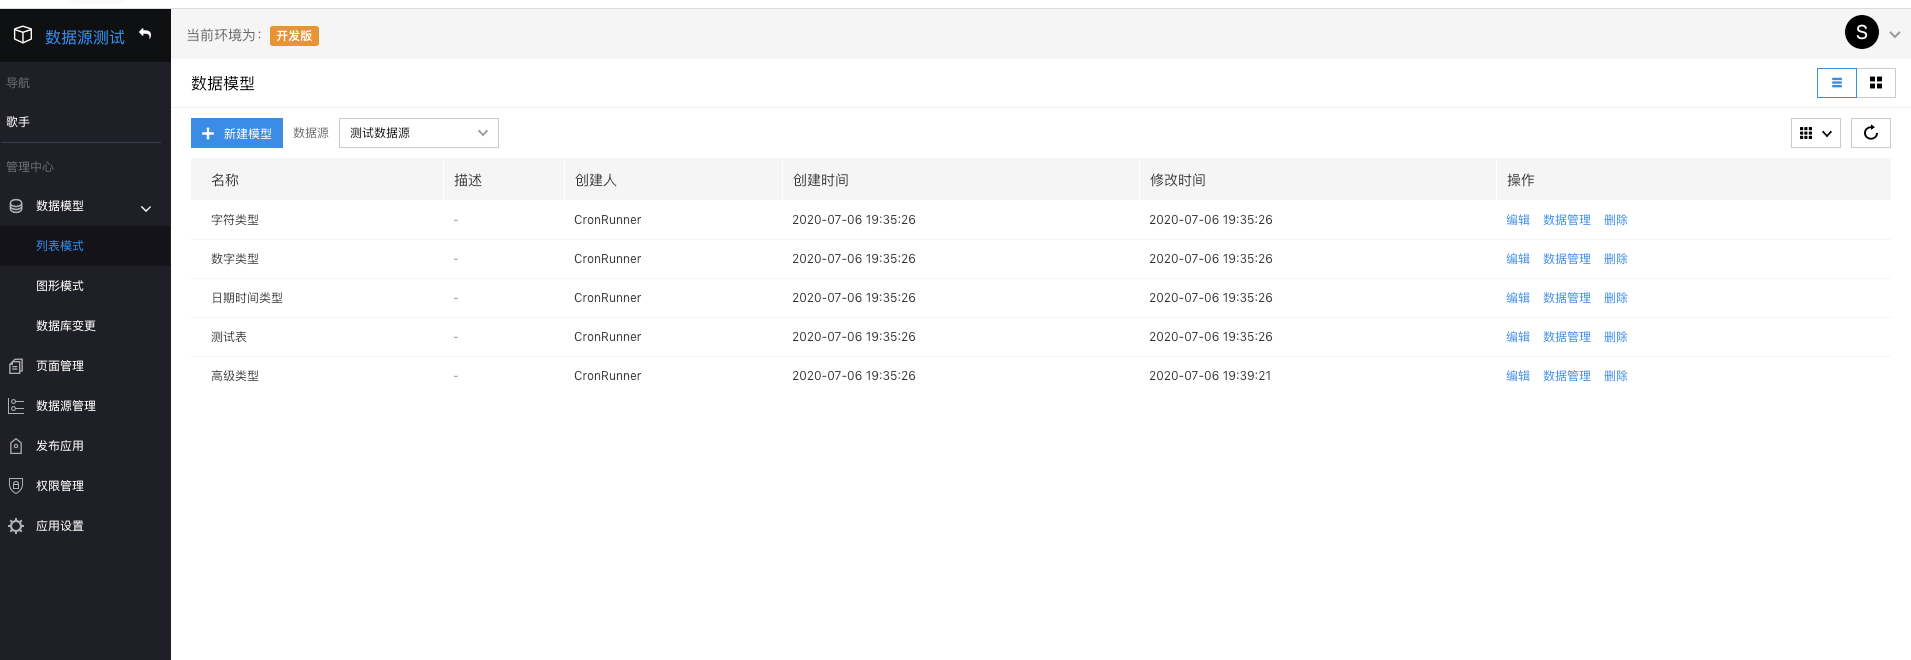 数据源测试
当前环境为：
开发版
S
导航
歌手
管理中心
数据模型
列表模式
图形模式
数据库变更
页面管理
数据源管理
发布应用
权限管理
应用设置
数据模型
新建模型 数据源 测试数据源
名称 描述 创建人 创建时间 修改时间 操作
字符类型 - CronRunner 2020-07-06 19:35:26 2020-07-06 19:35:26 编辑 数据管理 删除
数字类型 - CronRunner 2020-07-06 19:35:26 2020-07-06 19:35:26 编辑 数据管理 删除
日期时间类型 - CronRunner 2020-07-06 19:35:26 2020-07-06 19:35:26 编辑 数据管理 删除
测试表 - CronRunner 2020-07-06 19:35:26 2020-07-06 19:35:26 编辑 数据管理 删除
高级类型 - CronRunner 2020-07-06 19:35:26 2020-07-06 19:39:21 编辑 数据管理 删除